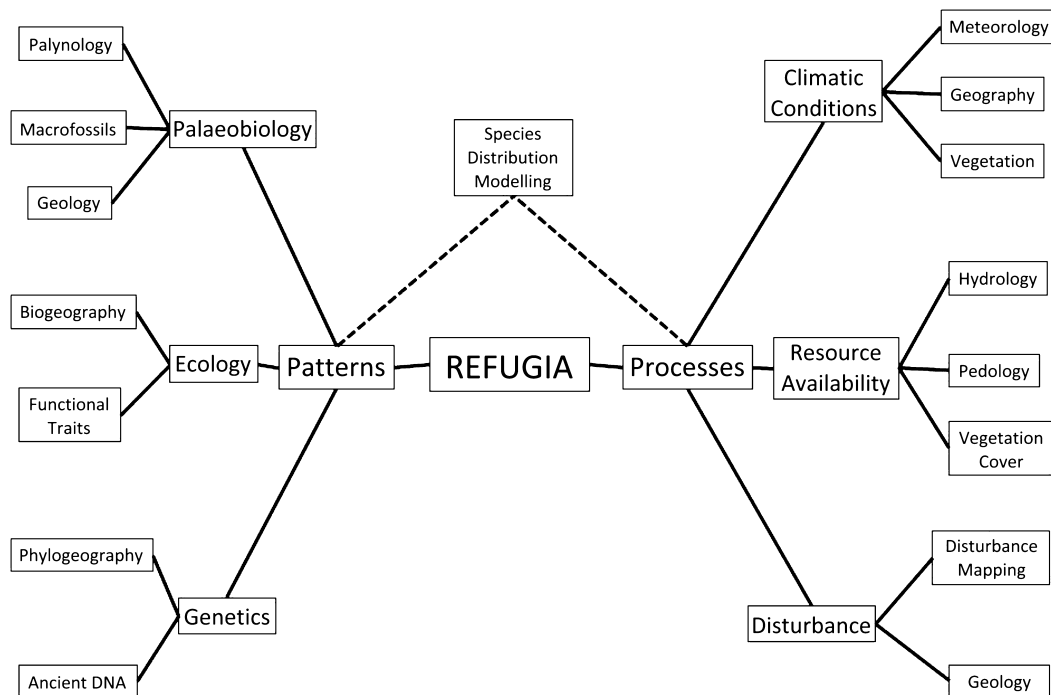 Palynology
Macrofossils
Geology
Palaeobiology
Biogeography
Functional
Traits
Ecology
Phylogeography
Ancient DNA
Genetics
Patterns
Species
Distribution
Modelling
REFUGIA
Processes
Climatic
Conditions
Meteorology
Geography
Vegetation
Resource
Availability
Hydrology
Pedology
Vegetation
Cover
Disturbance
Disturbance
Mapping
Geology